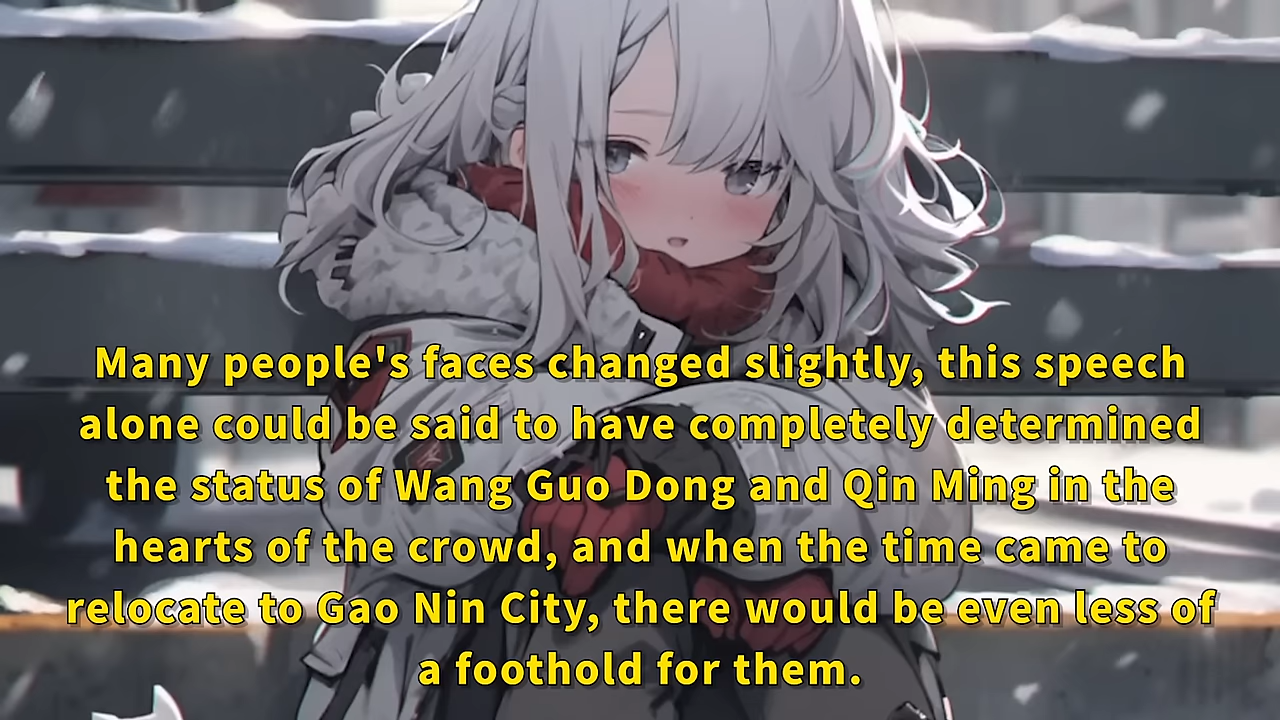 Many people's faces changed slightly, this speech
alone could be said to have completely determined
the status of Wang Guo Dong and Qin Ming in the
hearts of the crowd, and when the time came to
relocate to Gao Nin City, there would be even less of
a foothold for them.